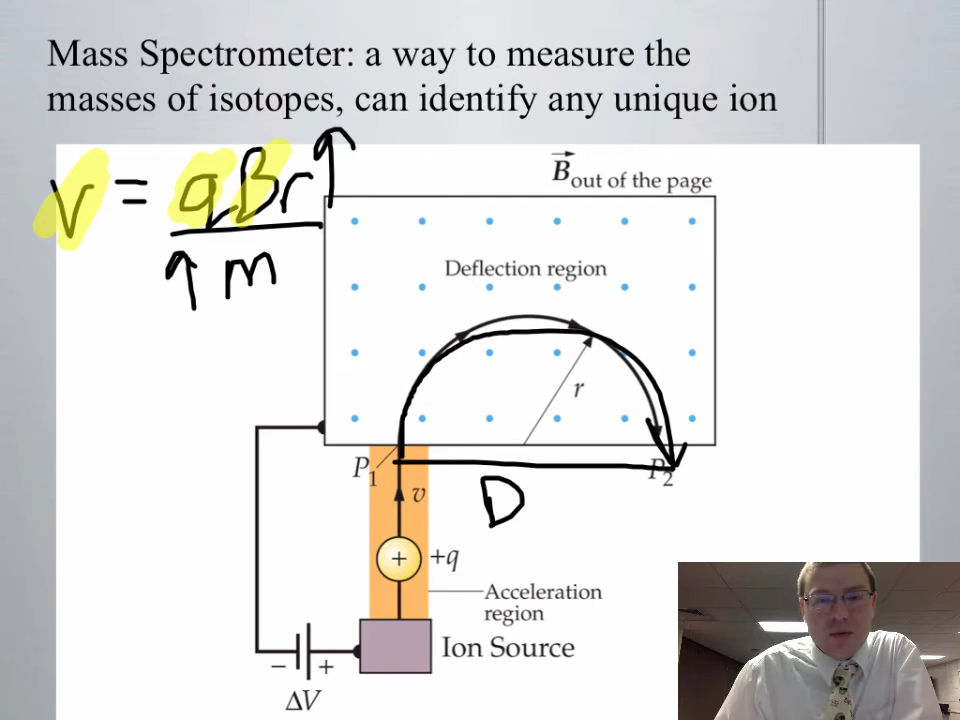 Mass Spectrometer: a way to measure the
masses of isotopes, can identify any unique ion
v = qBr
m
B out of the page
Deflection region
r
P1
P2
v
D
+
+q
Acceleration
region
Ion Source
− +
ΔV